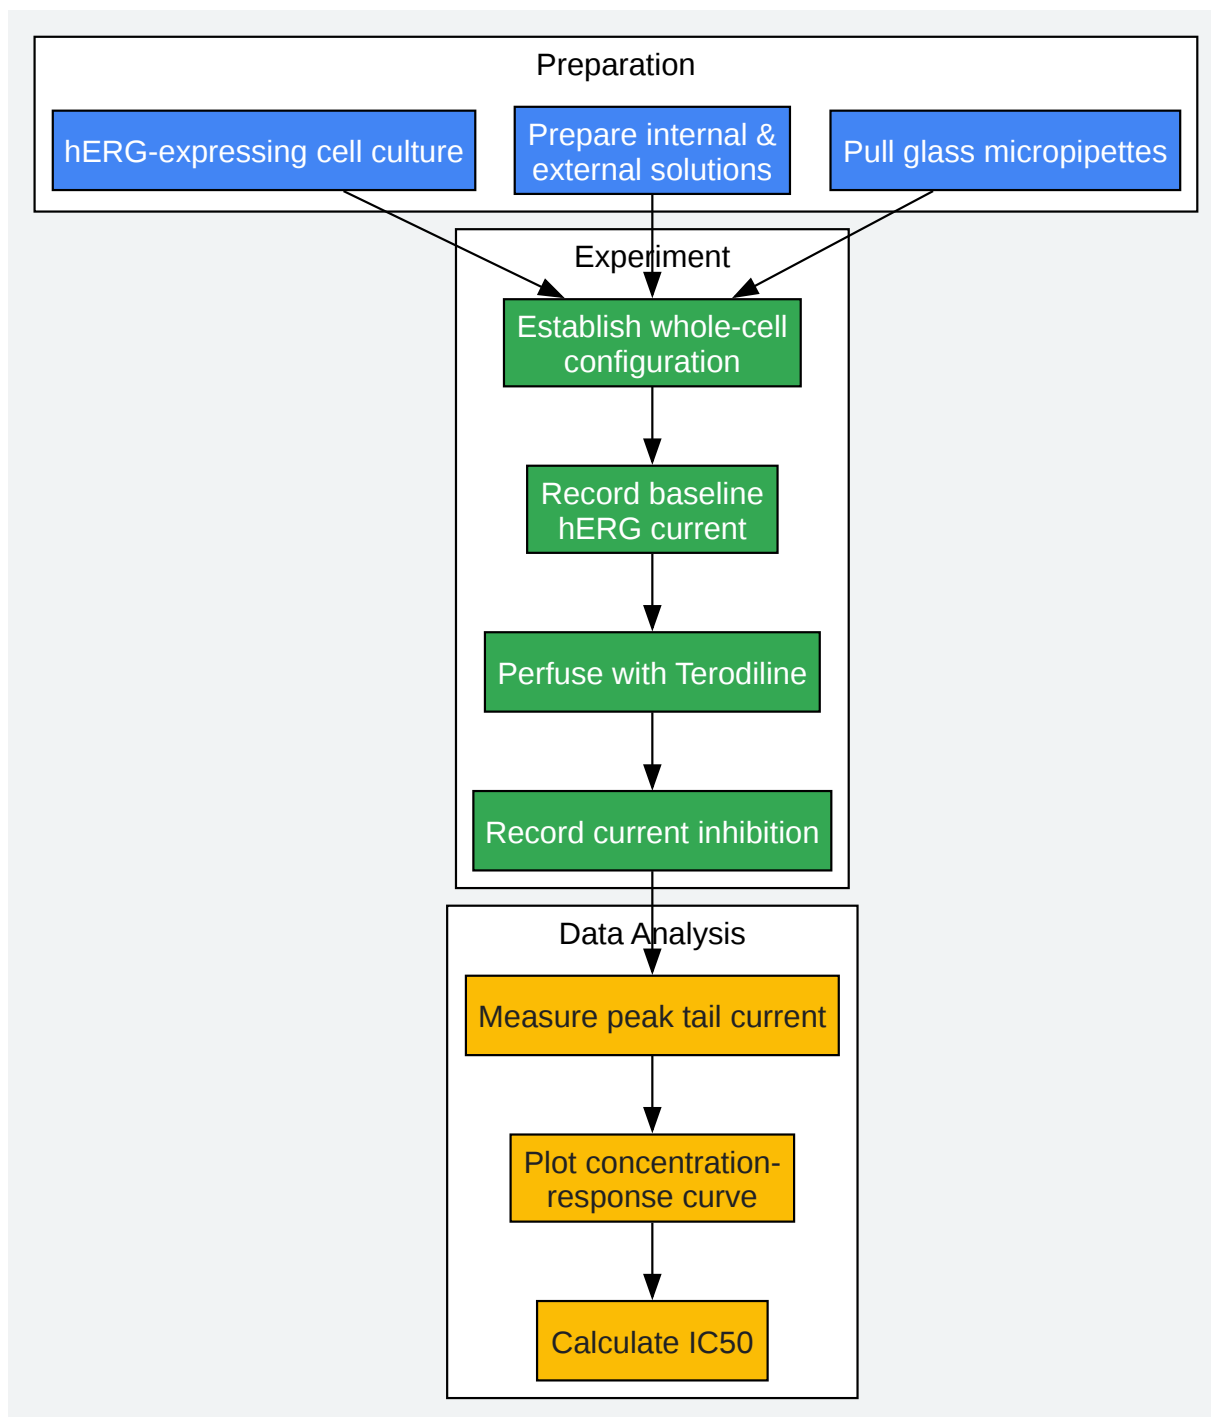 Preparation
hERG-expressing cell culture
Prepare internal &
external solutions
Pull glass micropipettes
Experiment
Establish whole-cell
configuration
Record baseline
hERG current
Perfuse with Terodiline
Record current inhibition
Data Analysis
Measure peak tail current
Plot concentration-
response curve
Calculate IC50